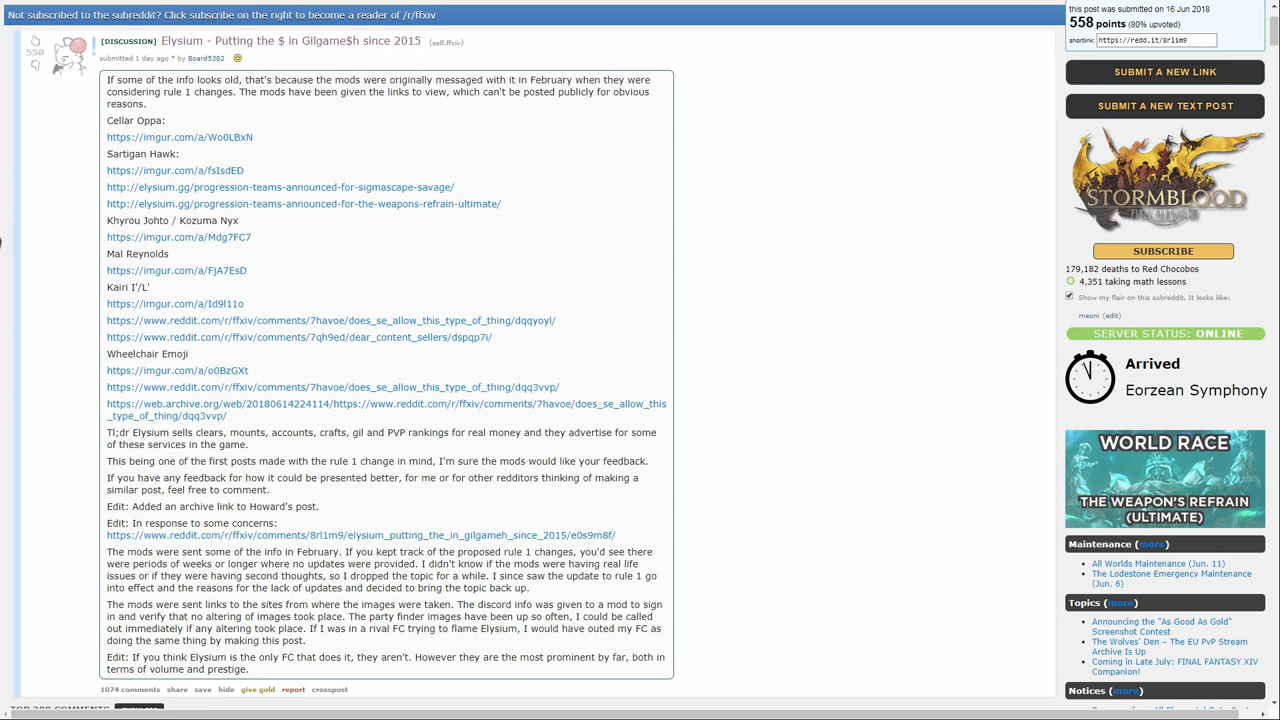 Not subscribed to the subreddit? Click subscribe on the right to become a reader of /r/ffxiv
558
[DISCUSSION] Elysium - Putting the $ in Gilgame$h since 2015 (self.ffxiv)
submitted 1 day ago * by Board5382
If some of the info looks old, that's because the mods were originally messaged with it in February when they were
considering rule 1 changes. The mods have been given the links to view, which can't be posted publicly for obvious
reasons.
Cellar Oppa:
https://imgur.com/a/Wo0LBxN
Sartigan Hawk:
https://imgur.com/a/fsIsdED
http://elysium.gg/progression-teams-announced-for-sigmascape-savage/
http://elysium.gg/progression-teams-announced-for-the-weapons-refrain-ultimate/
Khyrou Johto / Kozuma Nyx
https://imgur.com/a/Mdg7FC7
Mal Reynolds
https://imgur.com/a/FjA7EsD
Kairi I'/L'
https://imgur.com/a/Id9l11o
https://www.reddit.com/r/ffxiv/comments/7havoe/does_se_allow_this_type_of_thing/dqqyoyl/
https://www.reddit.com/r/ffxiv/comments/7qh9ed/dear_content_sellers/dspqp7i/
Wheelchair Emoji
https://imgur.com/a/o0BzGXt
https://www.reddit.com/r/ffxiv/comments/7havoe/does_se_allow_this_type_of_thing/dqq3vvp/
https://web.archive.org/web/20180614224114/https://www.reddit.com/r/ffxiv/comments/7havoe/does_se_allow_this
_type_of_thing/dqq3vvp/
Tl;dr Elysium sells clears, mounts, accounts, crafts, gil and PVP rankings for real money and they advertise for some
of these services in the game.
This being one of the first posts made with the rule 1 change in mind, I'm sure the mods would like your feedback.
If you have any feedback for how it could be presented better, for me or for other redditors thinking of making a
similar post, feel free to comment.
Edit: Added an archive link to Howard's post.
Edit: In response to some concerns:
https://www.reddit.com/r/ffxiv/comments/8rl1m9/elysium_putting_the_in_gilgameh_since_2015/e0s9m8f/
The mods were sent some of the info in February. If you kept track of the proposed rule 1 changes, you'd see there
were periods of weeks or longer where no updates were provided. I didn't know if the mods were having real life
issues or if they were having second thoughts, so I dropped the topic for a while. I since saw the update to rule 1 go
into effect and the reasons for the lack of updates and decided to bring the topic back up.
The mods were sent links to the sites from where the images were taken. The discord info was given to a mod to sign
in and verify that no altering of images took place. The party finder images have been up so often, I could be called
out immediately if any altering took place. If I was in a rival FC trying to flame Elysium, I would have outed my FC as
doing the same thing by making this post.
Edit: If you think Elysium is the only FC that does it, they aren't. Rather they are the most prominent by far, both in
terms of volume and prestige.
1074 comments share save hide give gold report crosspost
this post was submitted on 16 Jun 2018
558 points (80% upvoted)
shortlink: https://redd.it/8rl1m9
SUBMIT A NEW LINK
SUBMIT A NEW TEXT POST
STORMBLOOD
SUBSCRIBE
179,182 deaths to Red Chocobos
4,351 taking math lessons
Show my flair on this subreddit. It looks like:
meoni (edit)
SERVER STATUS: ONLINE
Arrived
Eorzean Symphony
WORLD RACE
THE WEAPON'S REFRAIN
(ULTIMATE)
Maintenance (more)
All Worlds Maintenance (Jun. 11)
The Lodestone Emergency Maintenance
(Jun. 6)
Topics (more)
Announcing the "As Good As Gold"
Screenshot Contest
The Wolves' Den – The EU PvP Stream
Archive Is Up
Coming in Late July: FINAL FANTASY XIV
Companion!
Notices (more)